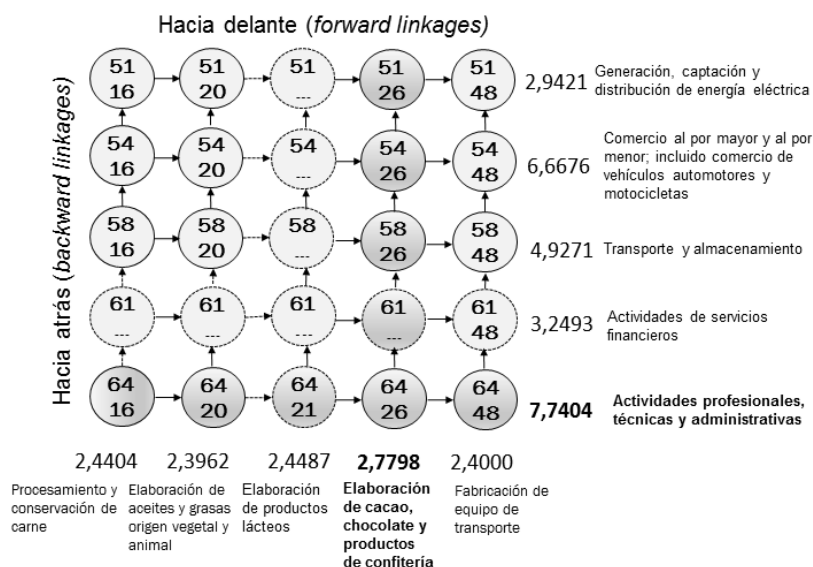 Hacia delante (forward linkages)
Hacia atrás (backward linkages)
51 51 51 51 51
16 20 ... 26 48
2,9421
Generación, captación y
distribución de energía eléctrica
54 54 54 54 54
16 20 ... 26 48
6,6676
Comercio al por mayor y al por
menor; incluido comercio de
vehículos automotores y
motocicletas
58 58 58 58 58
16 20 ... 26 48
4,9271
Transporte y almacenamiento
61 61 61 61 61
... ... ... ... 48
3,2493
Actividades de servicios
financieros
64 64 64 64 64
16 20 21 26 48
7,7404
Actividades profesionales,
técnicas y administrativas
2,4404 2,3962 2,4487 2,7798 2,4000
Procesamiento y
conservación de
carne
Elaboración de
aceites y grasas
origen vegetal y
animal
Elaboración
de productos
lácteos
Elaboración
de cacao,
chocolate y
productos
de confitería
Fabricación de
equipo de
transporte